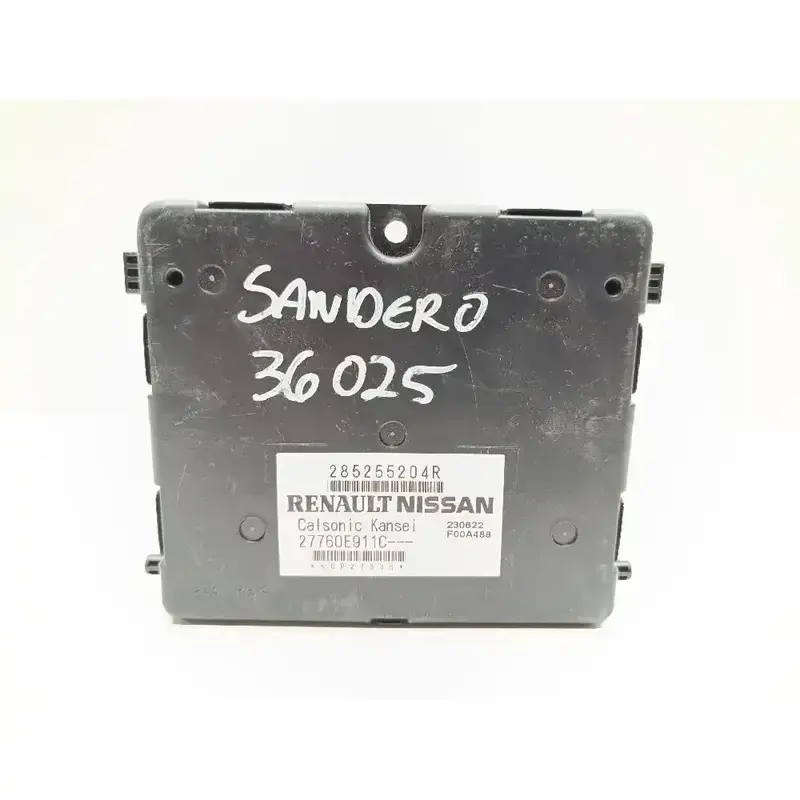 SANDERO
36025
285255204R
RENAULT NISSAN
Calsonic Kansei 230622
27760E911C--- F00A488